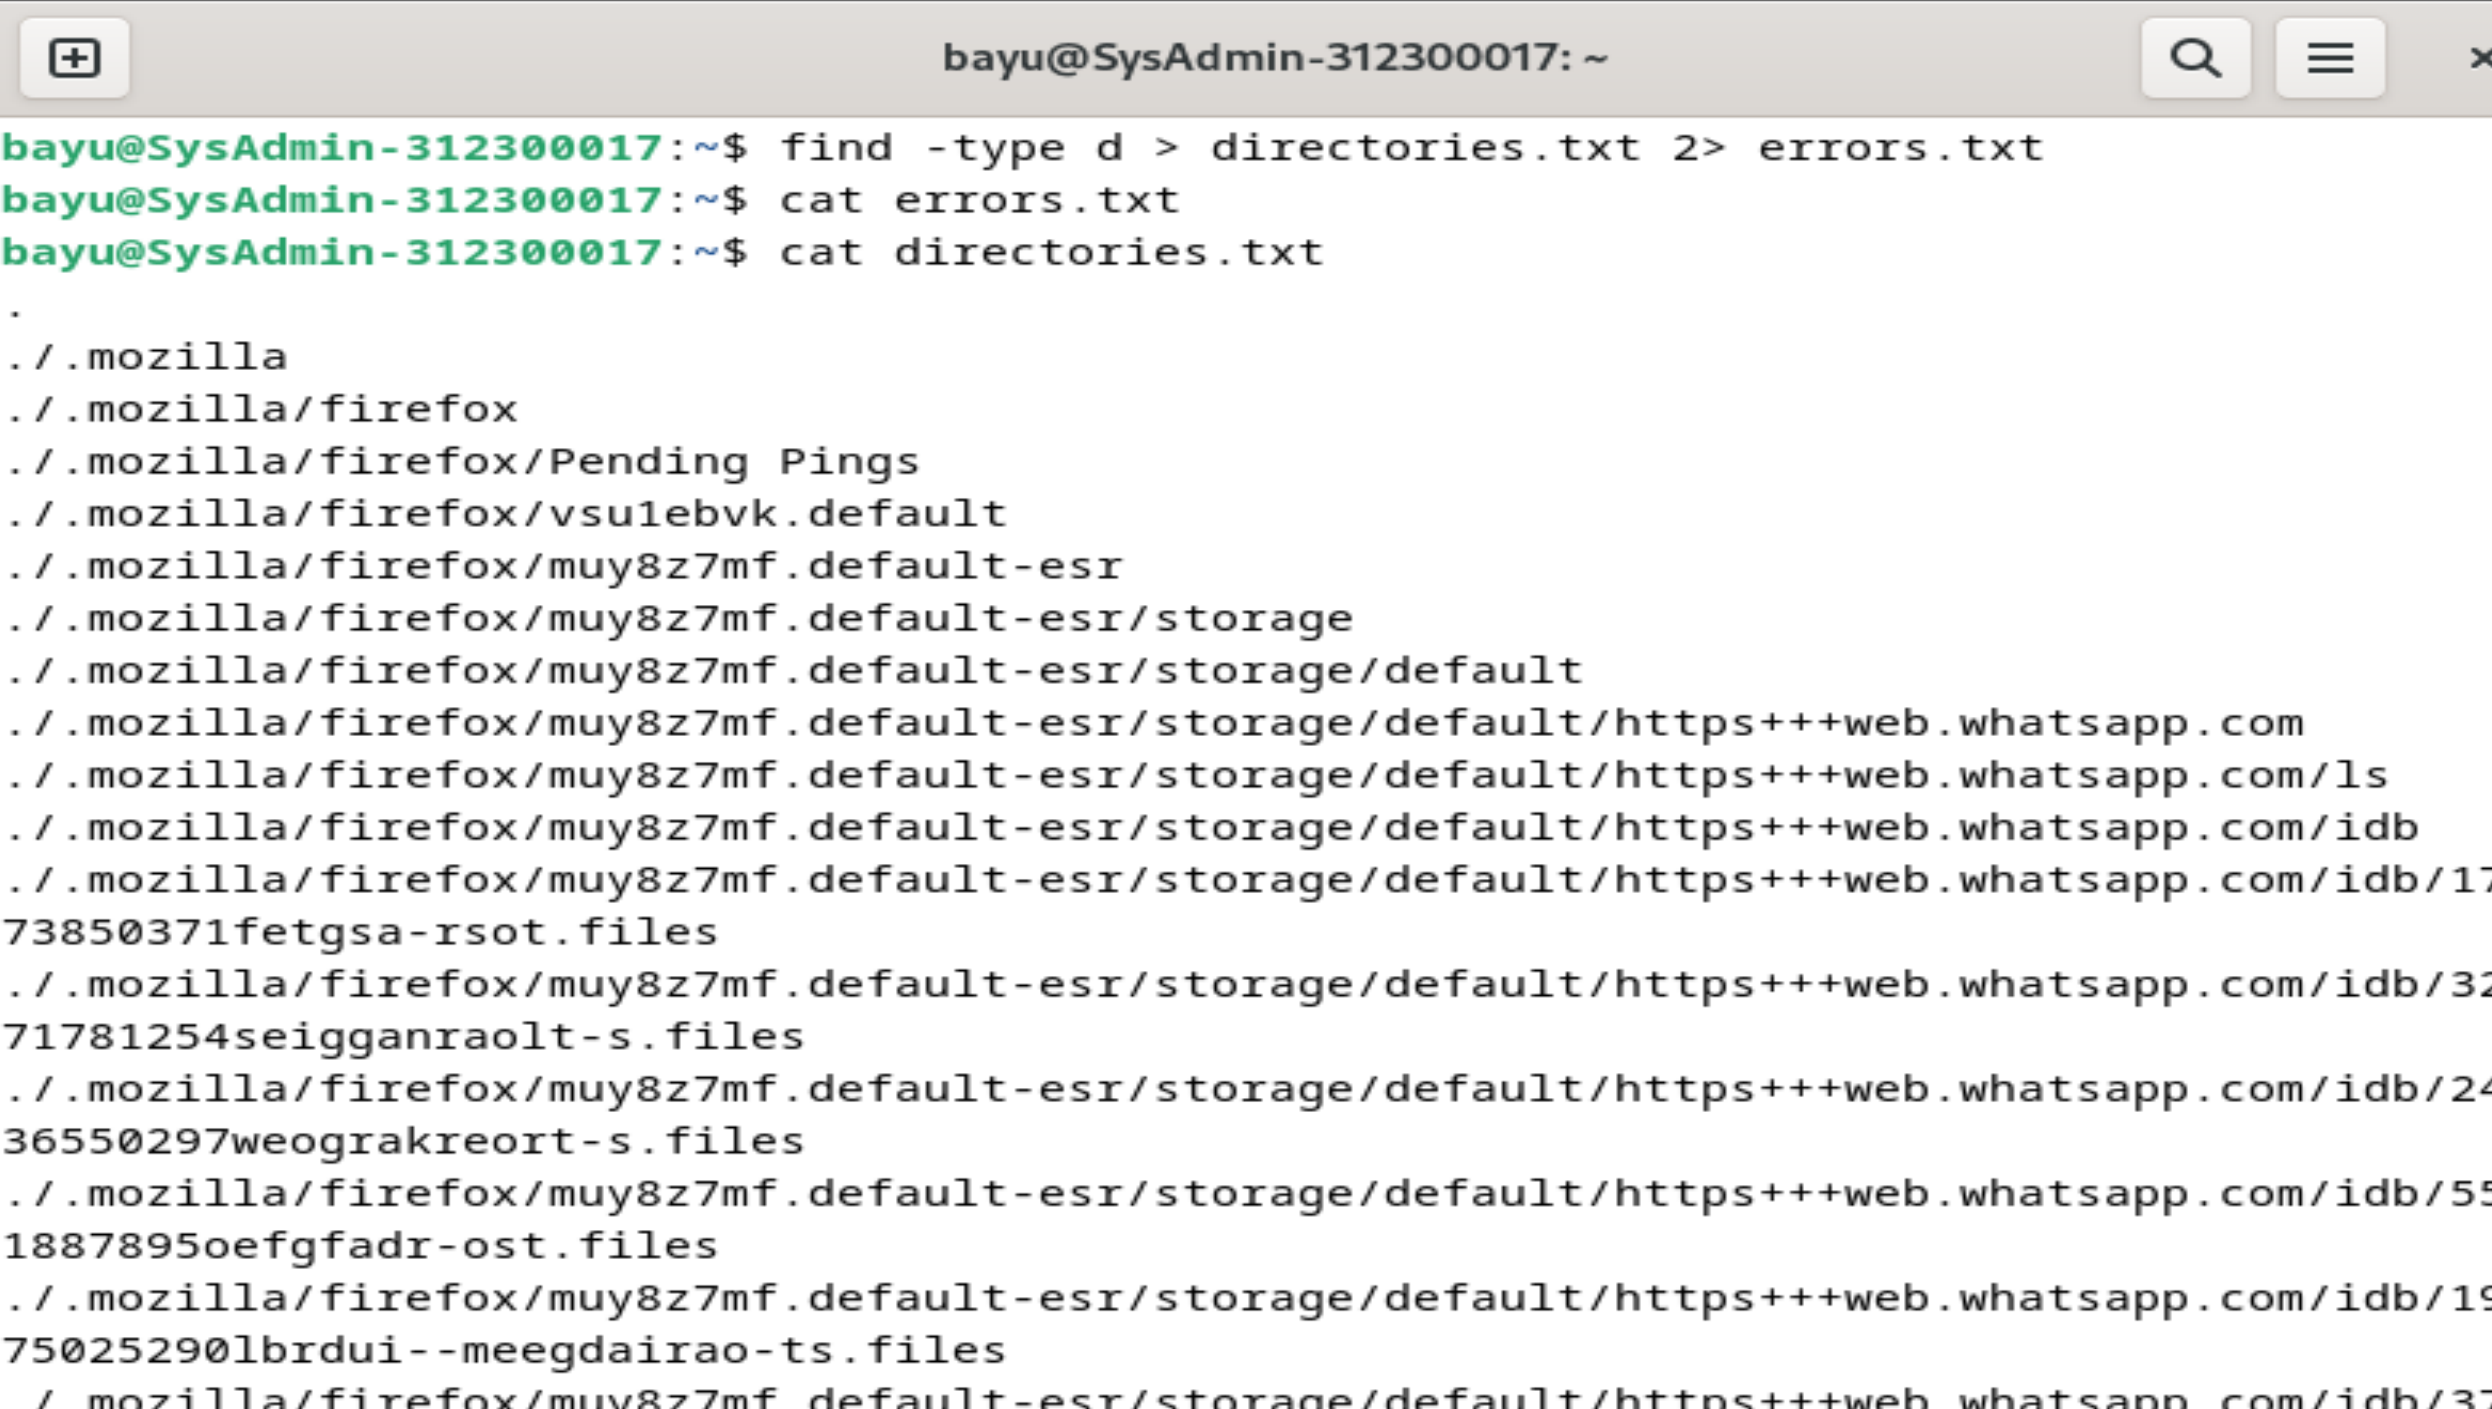 bayu@SysAdmin-312300017: ~
bayu@SysAdmin-312300017:~$ find -type d > directories.txt 2> errors.txt
bayu@SysAdmin-312300017:~$ cat errors.txt
bayu@SysAdmin-312300017:~$ cat directories.txt
.
./.mozilla
./.mozilla/firefox
./.mozilla/firefox/Pending Pings
./.mozilla/firefox/vsu1ebvk.default
./.mozilla/firefox/muy8z7mf.default-esr
./.mozilla/firefox/muy8z7mf.default-esr/storage
./.mozilla/firefox/muy8z7mf.default-esr/storage/default
./.mozilla/firefox/muy8z7mf.default-esr/storage/default/https+++web.whatsapp.com
./.mozilla/firefox/muy8z7mf.default-esr/storage/default/https+++web.whatsapp.com/ls
./.mozilla/firefox/muy8z7mf.default-esr/storage/default/https+++web.whatsapp.com/idb
./.mozilla/firefox/muy8z7mf.default-esr/storage/default/https+++web.whatsapp.com/idb/17
73850371fetgsa-rsot.files
./.mozilla/firefox/muy8z7mf.default-esr/storage/default/https+++web.whatsapp.com/idb/32
71781254seigganraolt-s.files
./.mozilla/firefox/muy8z7mf.default-esr/storage/default/https+++web.whatsapp.com/idb/24
36550297weograkreort-s.files
./.mozilla/firefox/muy8z7mf.default-esr/storage/default/https+++web.whatsapp.com/idb/55
1887895oefgfadr-ost.files
./.mozilla/firefox/muy8z7mf.default-esr/storage/default/https+++web.whatsapp.com/idb/19
75025290lbrdui--meegdairao-ts.files
./.mozilla/firefox/muy8z7mf.default-esr/storage/default/https+++web.whatsapp.com/idb/37